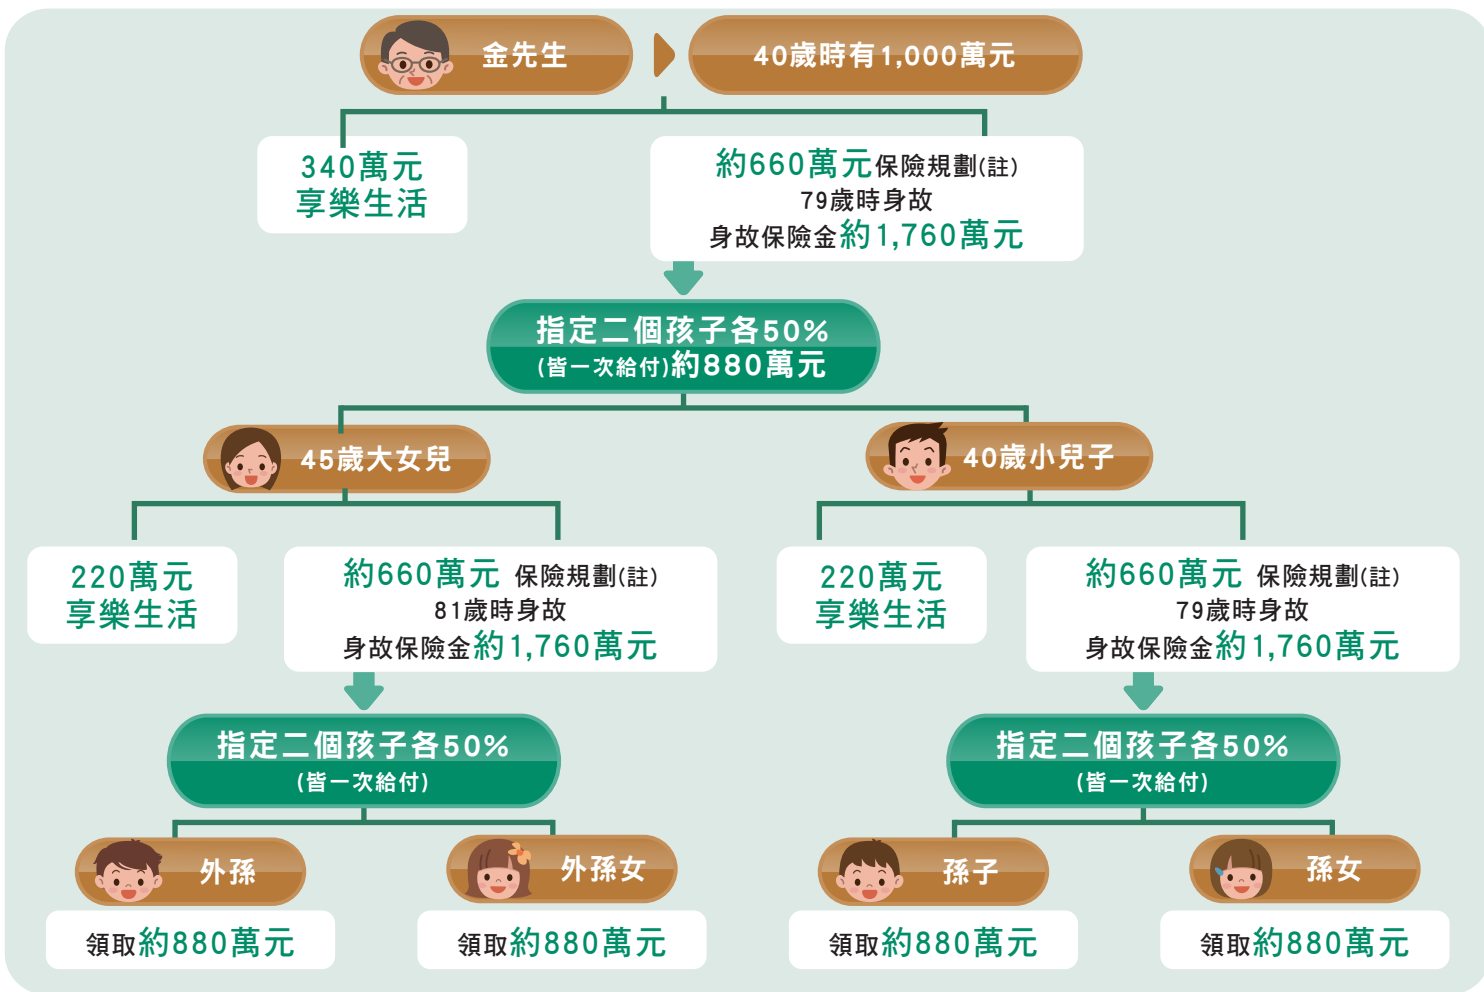 金先生
40歲時有1,000萬元
340萬元
享樂生活
約660萬元保險規劃(註)
79歲時身故
身故保險金約1,760萬元
指定二個孩子各50%
(皆一次給付)約880萬元
45歲大女兒
40歲小兒子
220萬元
享樂生活
約660萬元 保險規劃(註)
81歲時身故
身故保險金約1,760萬元
220萬元
享樂生活
約660萬元 保險規劃(註)
79歲時身故
身故保險金約1,760萬元
指定二個孩子各50%
(皆一次給付)
指定二個孩子各50%
(皆一次給付)
外孫
外孫女
孫子
孫女
領取約880萬元
領取約880萬元
領取約880萬元
領取約880萬元